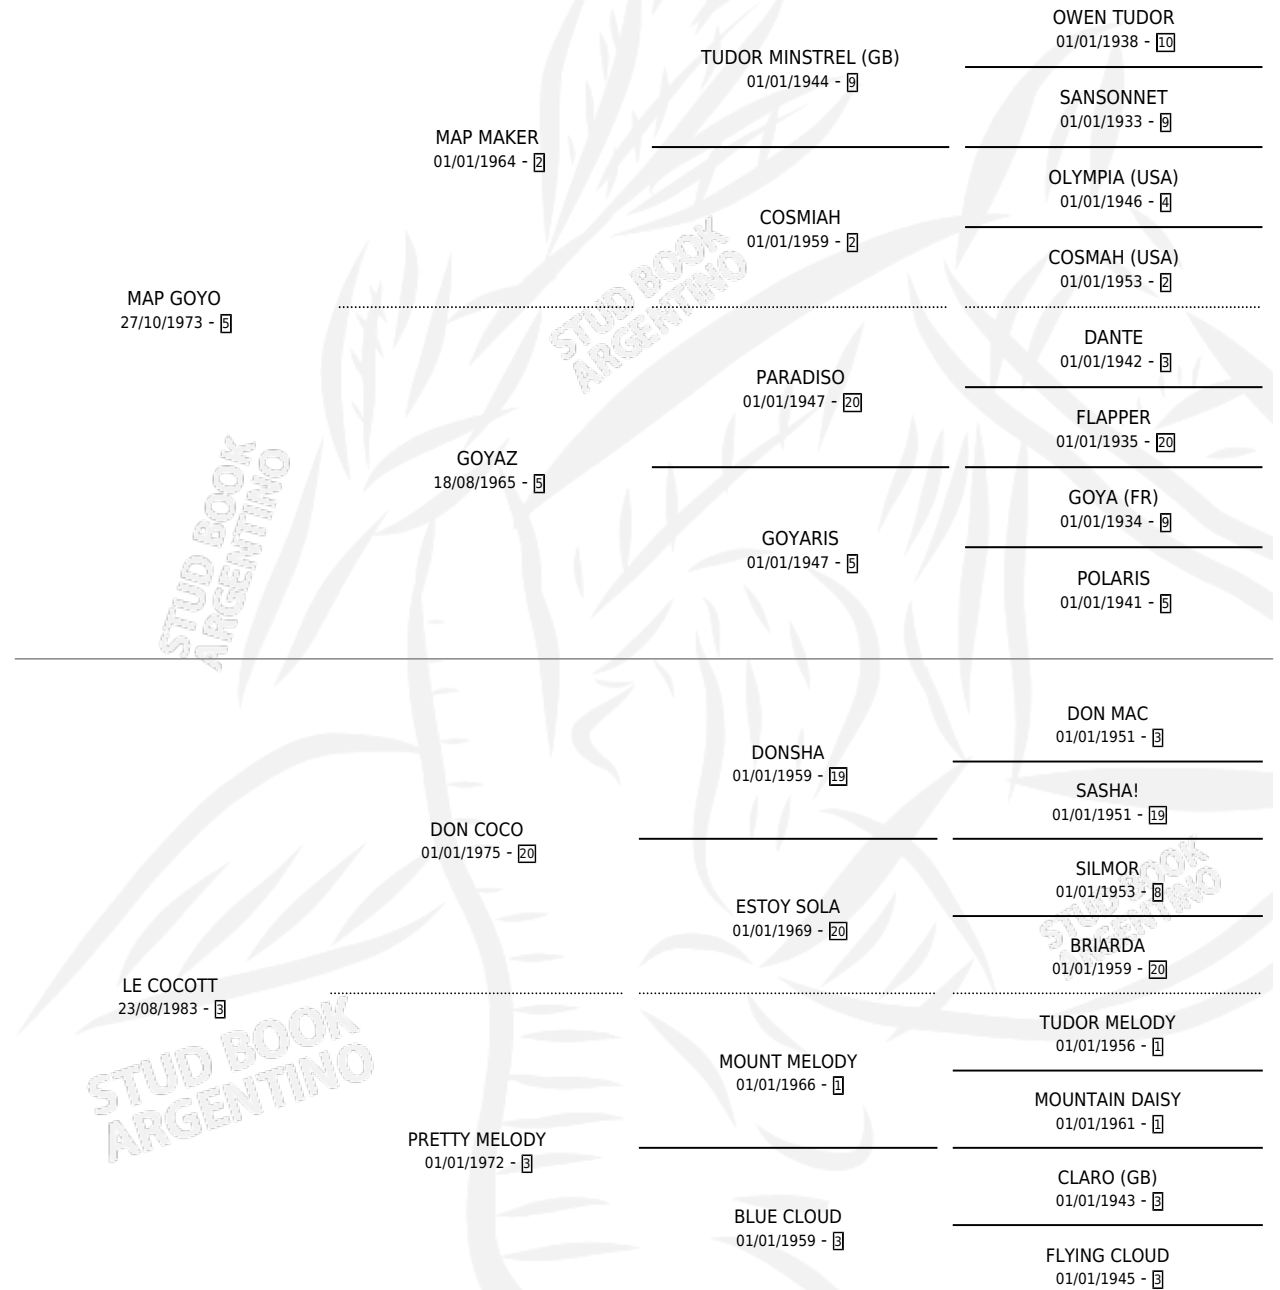 OWEN TUDOR
01/01/1938 - 10
TUDOR MINSTREL (GB)
01/01/1944 - 9
SANSONNET
01/01/1933 - 9
MAP MAKER
01/01/1964 - 2
OLYMPIA (USA)
01/01/1946 - 4
COSMIAH
01/01/1959 - 2
COSMAH (USA)
01/01/1953 - 2
MAP GOYO
27/10/1973 - 5
DANTE
01/01/1942 - 3
PARADISO
01/01/1947 - 20
FLAPPER
01/01/1935 - 20
GOYAZ
18/08/1965 - 5
GOYA (FR)
01/01/1934 - 9
GOYARIS
01/01/1947 - 5
POLARIS
01/01/1941 - 5
DON MAC
01/01/1951 - 3
DONSHA
01/01/1959 - 19
SASHA!
01/01/1951 - 19
DON COCO
01/01/1975 - 20
SILMOR
01/01/1953 - 8
ESTOY SOLA
01/01/1969 - 20
BRIARDA
01/01/1959 - 20
LE COCOTT
23/08/1983 - 3
TUDOR MELODY
01/01/1956 - 1
MOUNT MELODY
01/01/1966 - 1
MOUNTAIN DAISY
01/01/1961 - 1
PRETTY MELODY
01/01/1972 - 3
CLARO (GB)
01/01/1943 - 3
BLUE CLOUD
01/01/1959 - 3
FLYING CLOUD
01/01/1945 - 3
STUD BOOK
ARGENTINO
STUD BOOK
ARGENTINO
STUD BOOK
ARGENTINO
STUD BOOK
ARGENTINO